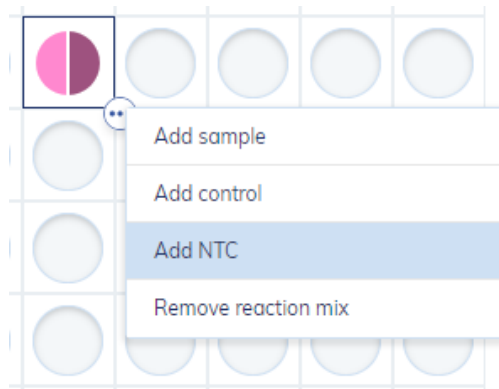 Add sample
Add control
Add NTC
Remove reaction mix